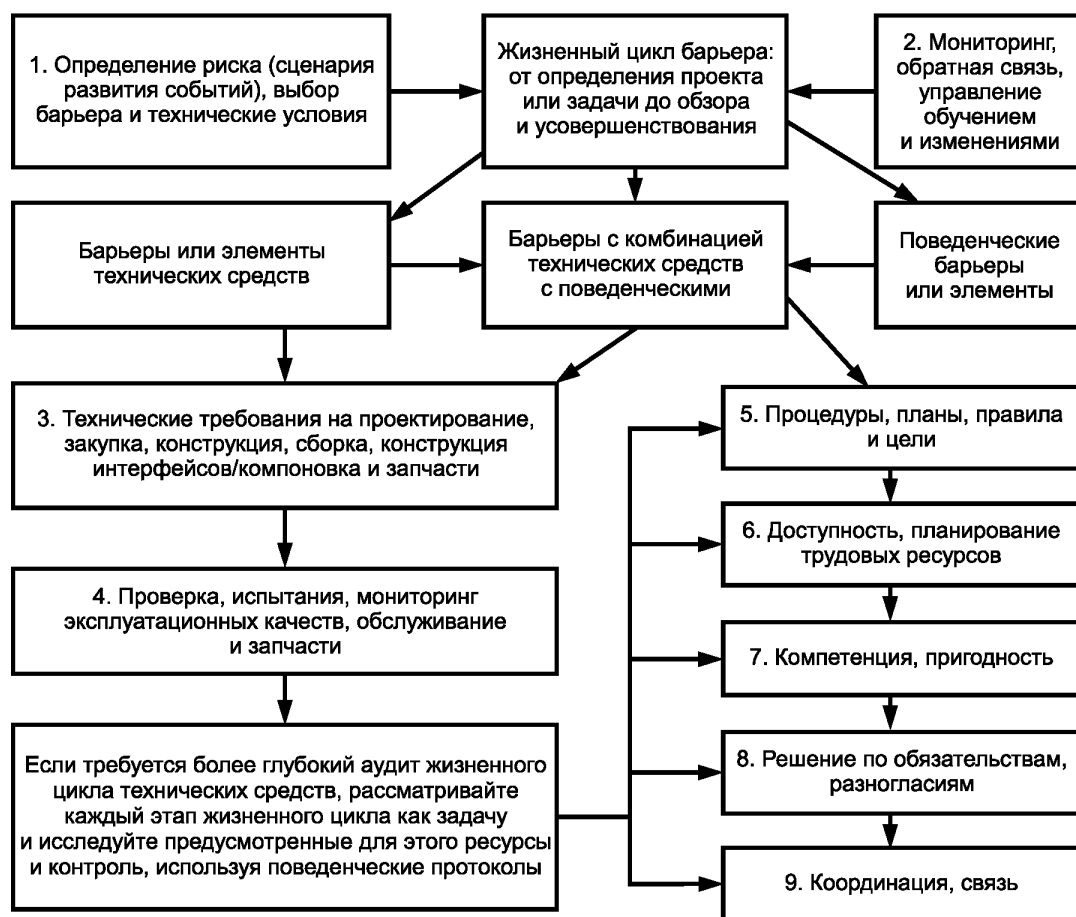 1. Определение риска (сценария
развития событий), выбор
барьера и технические условия
Жизненный цикл барьера:
от определения проекта
или задачи до обзора
и усовершенствования
2. Мониторинг,
обратная связь,
управление
обучением
и изменениями
Барьеры или элементы
технических средств
Барьеры с комбинацией
технических средств
с поведенческими
Поведенческие
барьеры
или элементы
3. Технические требования на проектирование,
закупка, конструкция, сборка, конструкция
интерфейсов/компоновка и запчасти
4. Проверка, испытания, мониторинг
эксплуатационных качеств, обслуживание
и запчасти
Если требуется более глубокий аудит жизненного
цикла технических средств, рассматривайте
каждый этап жизненного цикла как задачу
и исследуйте предусмотренные для этого ресурсы
и контроль, используя поведенческие протоколы
5. Процедуры, планы, правила
и цели
6. Доступность, планирование
трудовых ресурсов
7. Компетенция, пригодность
8. Решение по обязательствам,
разногласиям
9. Координация, связь